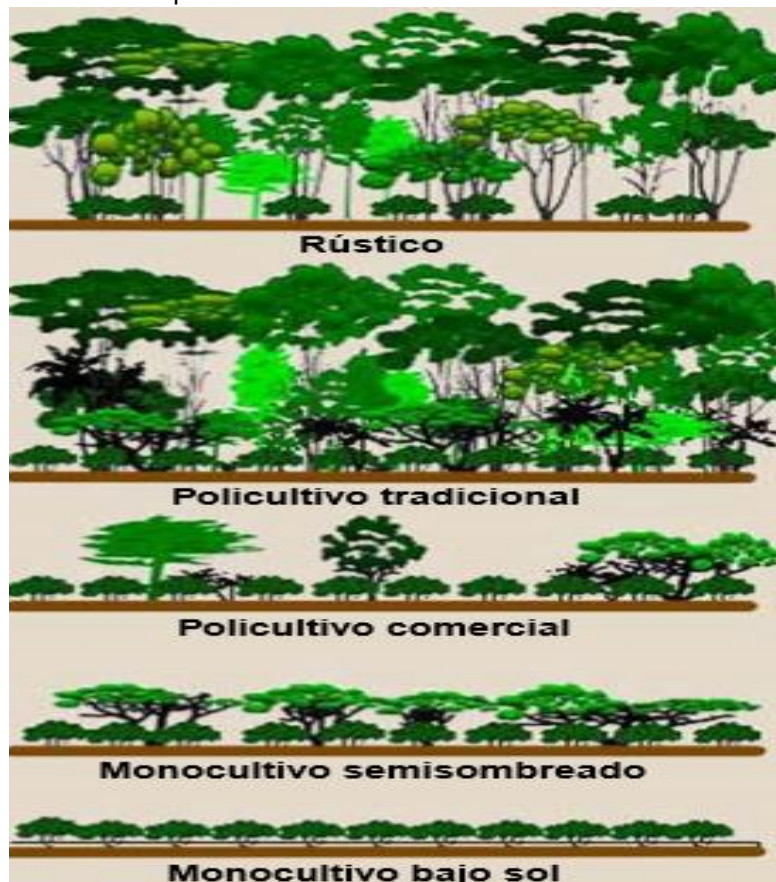 Rústico
Policultivo tradicional
Policultivo comercial
Monocultivo semisombreado
Monocultivo bajo sol